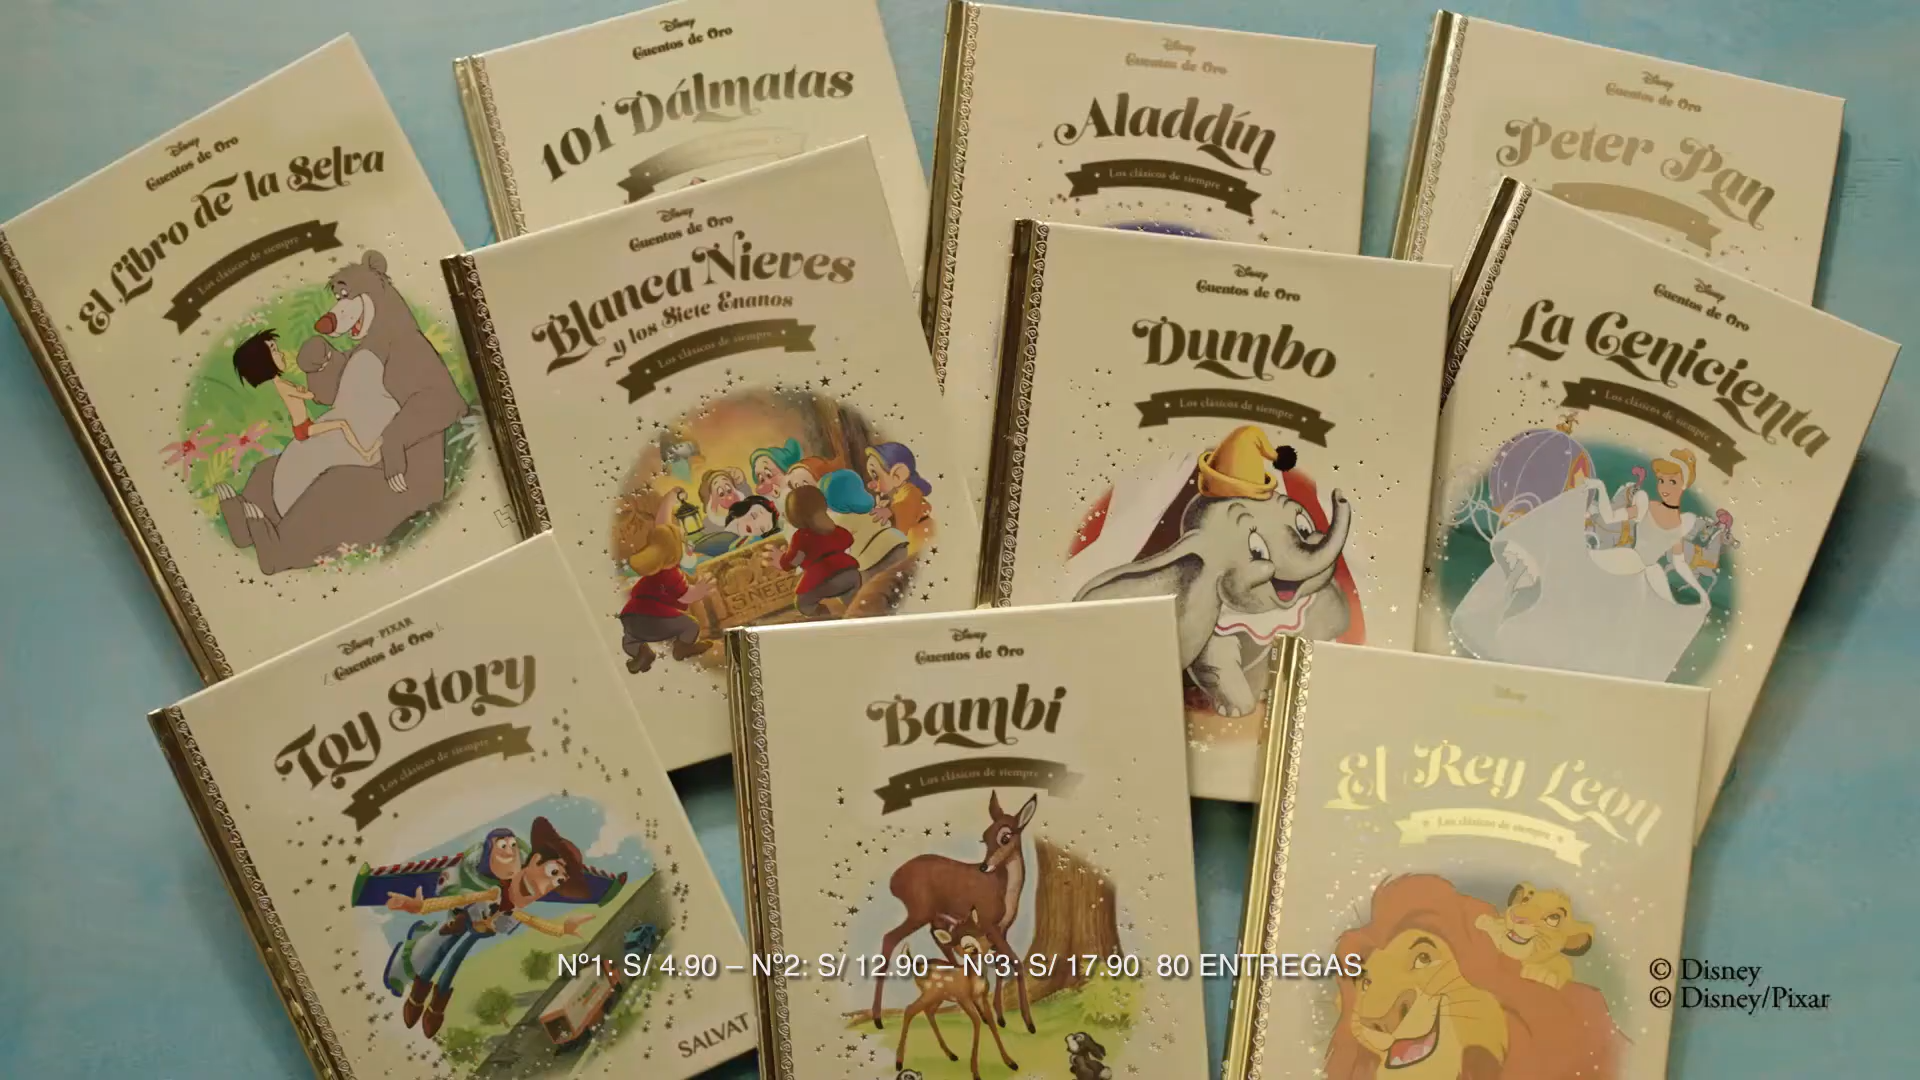 Disney
Cuentos de Oro
El Libro de la Selva
Los clásicos de siempre
Disney
Cuentos de Oro
101 Dálmatas
Disney
Cuentos de Oro
Aladdín
Los clásicos de siempre
Disney
Cuentos de Oro
Peter Pan
Disney
Cuentos de Oro
Blanca Nieves
y los Siete Enanos
Los clásicos de siempre
Disney
Cuentos de Oro
Dumbo
Los clásicos de siempre
Disney
Cuentos de Oro
La Cenicienta
Los clásicos de siempre
Disney • PIXAR
Cuentos de Oro
Toy Story
Los clásicos de siempre
SALVAT
Disney
Cuentos de Oro
Bambi
Los clásicos de siempre
Disney
El Rey León
Los clásicos de siempre
Nº1: S/ 4.90 – Nº2: S/ 12.90 – Nº3: S/ 17.90 80 ENTREGAS
© Disney
© Disney/Pixar